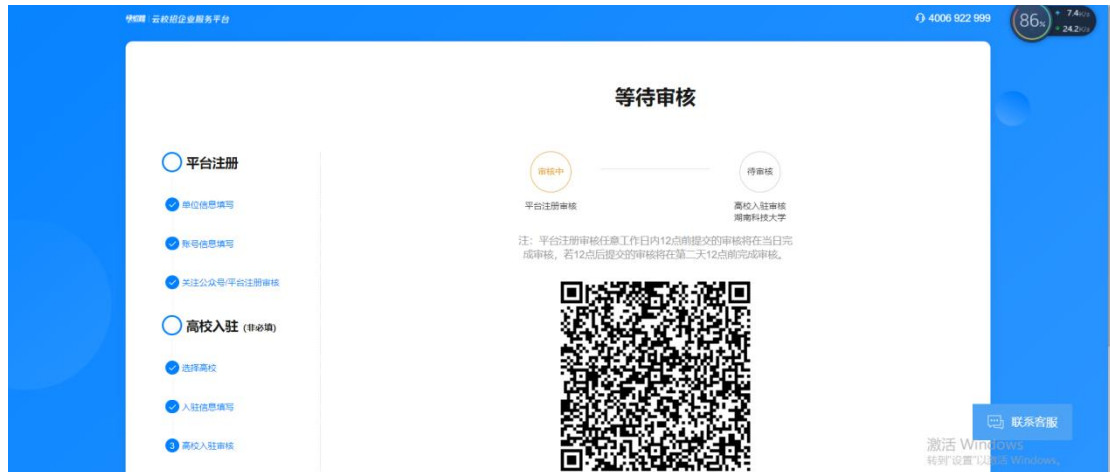 云校招企业服务平台
4006 922 999
86%
7.4K/s
24.2K/s
等待审核
平台注册
单位信息填写
账号信息填写
关注公众号/平台注册审核
高校入驻 (非必填)
选择高校
入驻信息填写
3 高校入驻审核
审核中
待审核
平台注册审核
高校入驻审核
湖南科技大学
注：平台注册审核任意工作日内12点前提交的审核将在当日完
成审核，若12点后提交的审核将在第二天12点前完成审核。
联系客服
激活 Windows
转到"设置"以激活 Windows。